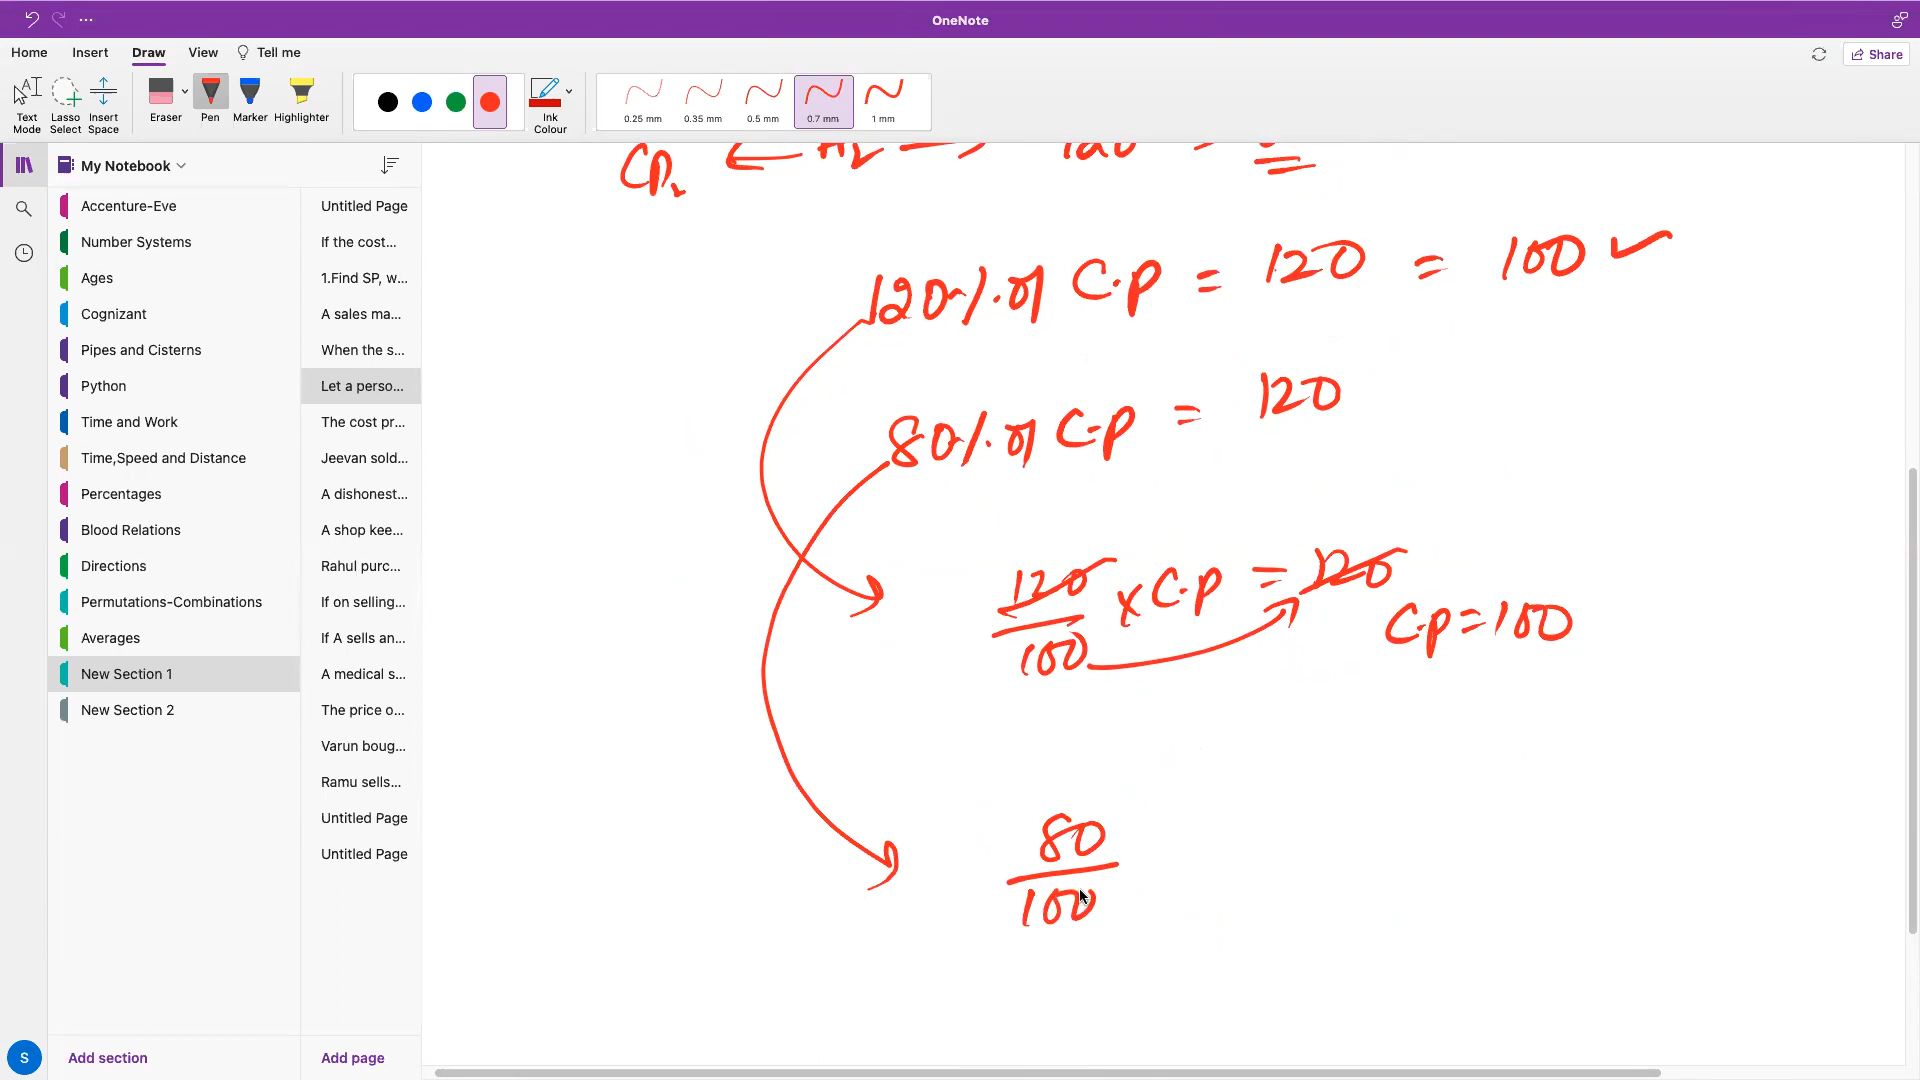 OneNote
Home Insert Draw View Tell me
Share
Text Mode
Lasso Select
Insert Space
Eraser
Pen
Marker
Highlighter
Ink Colour
0.25 mm
0.35 mm
0.5 mm
0.7 mm
1 mm
My Notebook
Accenture-Eve
Number Systems
Ages
Cognizant
Pipes and Cisterns
Python
Time and Work
Time,Speed and Distance
Percentages
Blood Relations
Directions
Permutations-Combinations
Averages
New Section 1
New Section 2
Add section
Untitled Page
If the cost...
1.Find SP, w...
A sales ma...
When the s...
Let a perso...
The cost pr...
Jeevan sold...
A dishonest...
A shop kee...
Rahul purc...
If on selling...
If A sells an...
A medical s...
The price o...
Varun boug...
Ramu sells...
Untitled Page
Untitled Page
Add page
S
CP2
120% of C.P = 120 = 100 ✓
80% of C.P = 120
120/100 × C.P = 120
C.P = 100
80/100